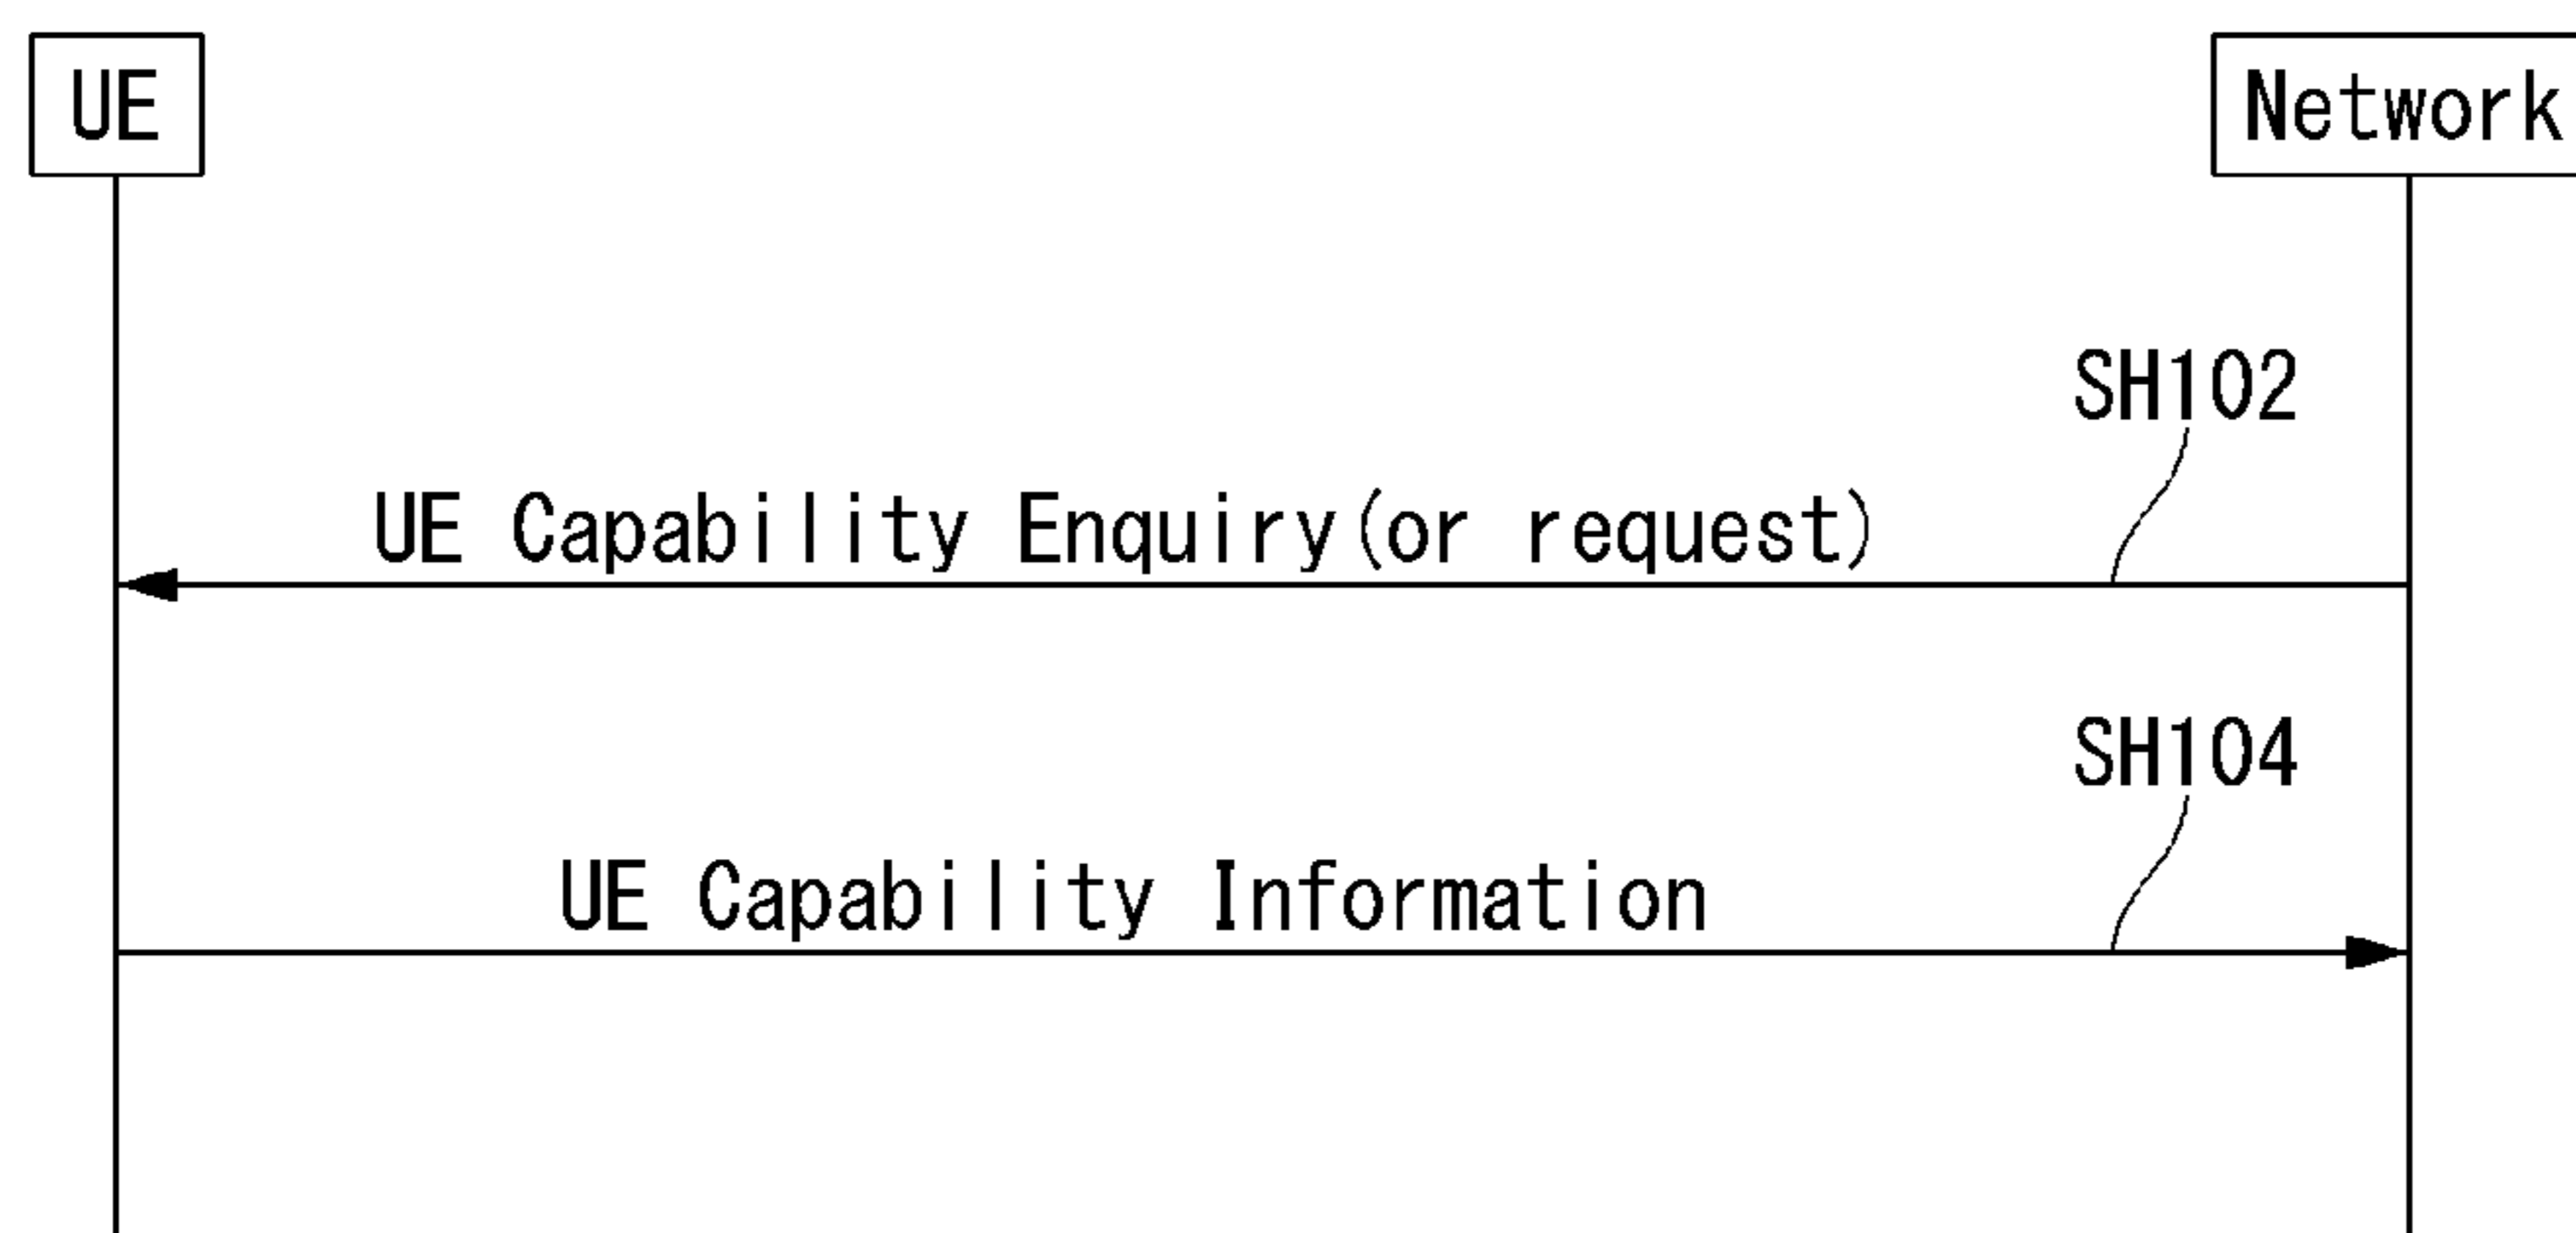 UE
Network
SH102
UE Capability Enquiry(or request)
SH104
UE Capability Information